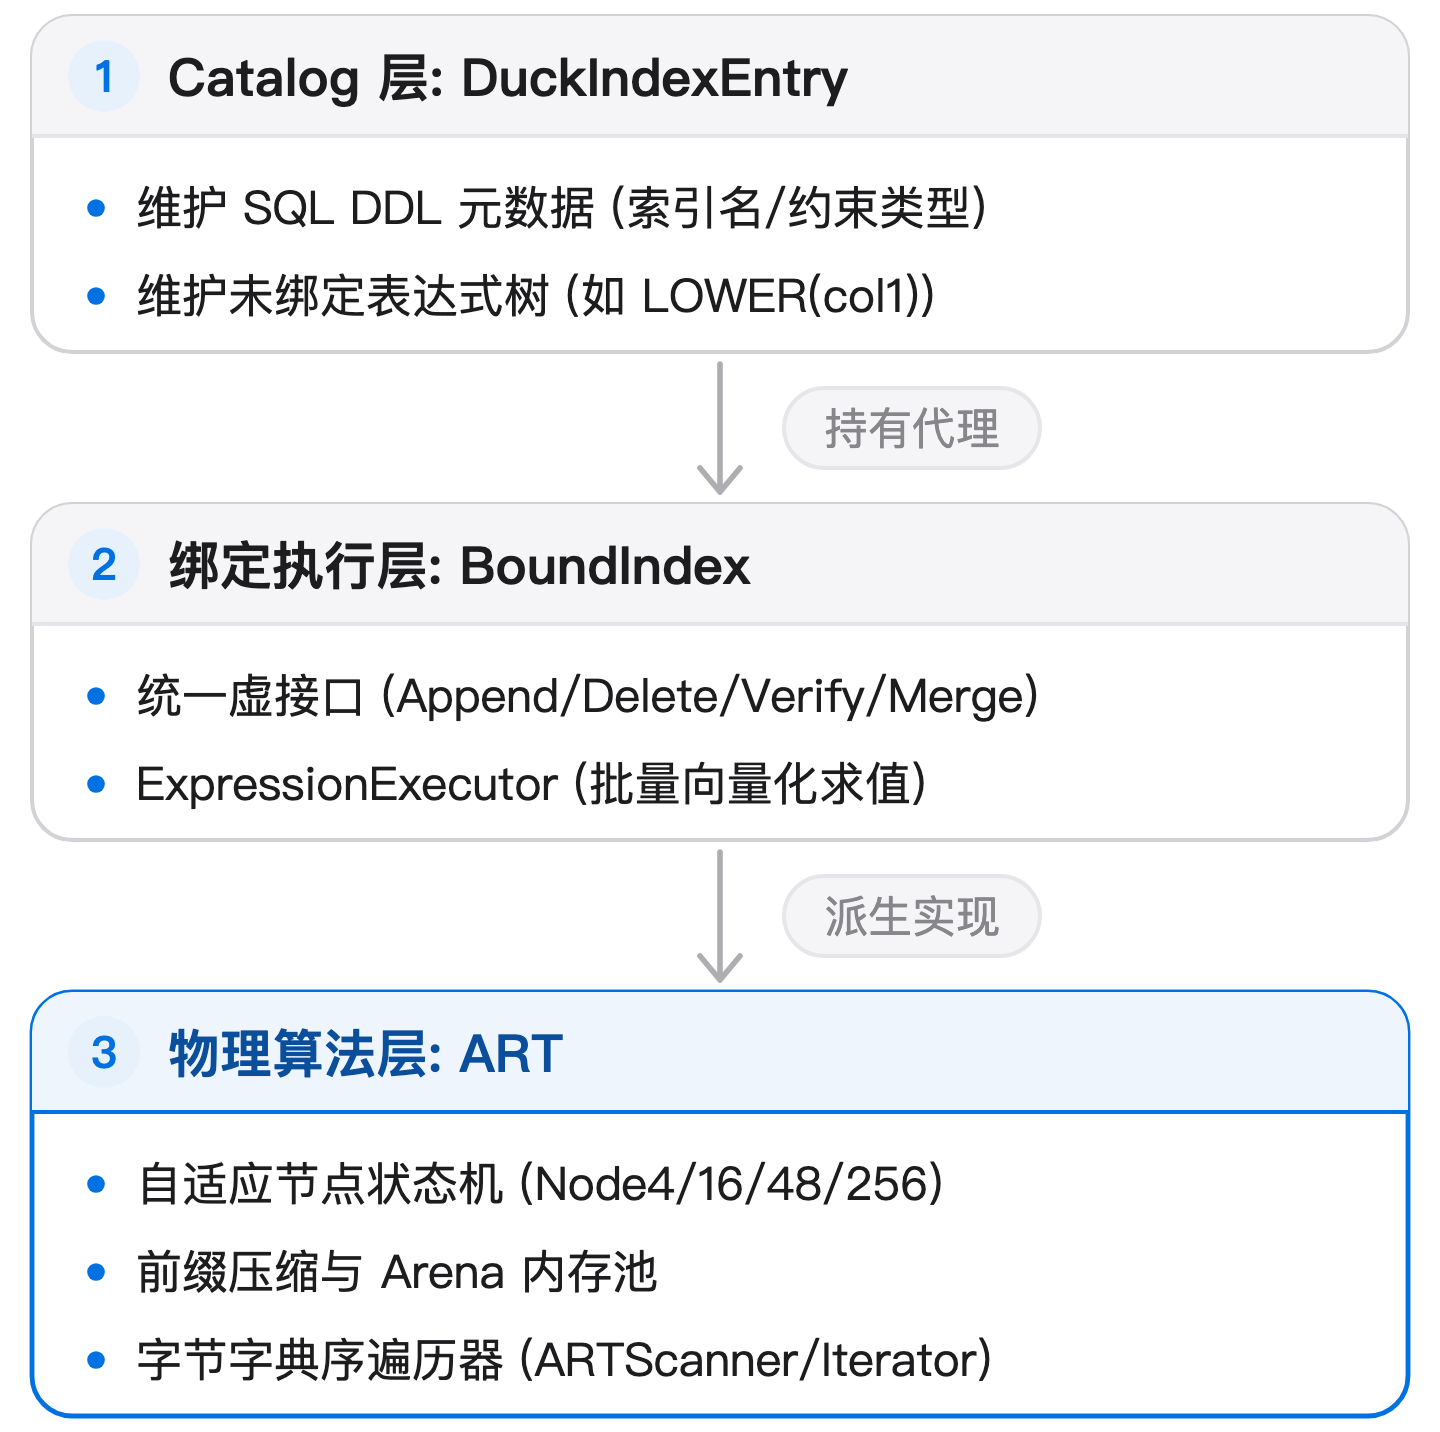 1 Catalog 层: DuckIndexEntry
维护 SQL DDL 元数据 (索引名/约束类型)
维护未绑定表达式树 (如 LOWER(col1))
持有代理
2 绑定执行层: BoundIndex
统一虚接口 (Append/Delete/Verify/Merge)
ExpressionExecutor (批量向量化求值)
派生实现
3 物理算法层: ART
自适应节点状态机 (Node4/16/48/256)
前缀压缩与 Arena 内存池
字节字典序遍历器 (ARTScanner/Iterator)